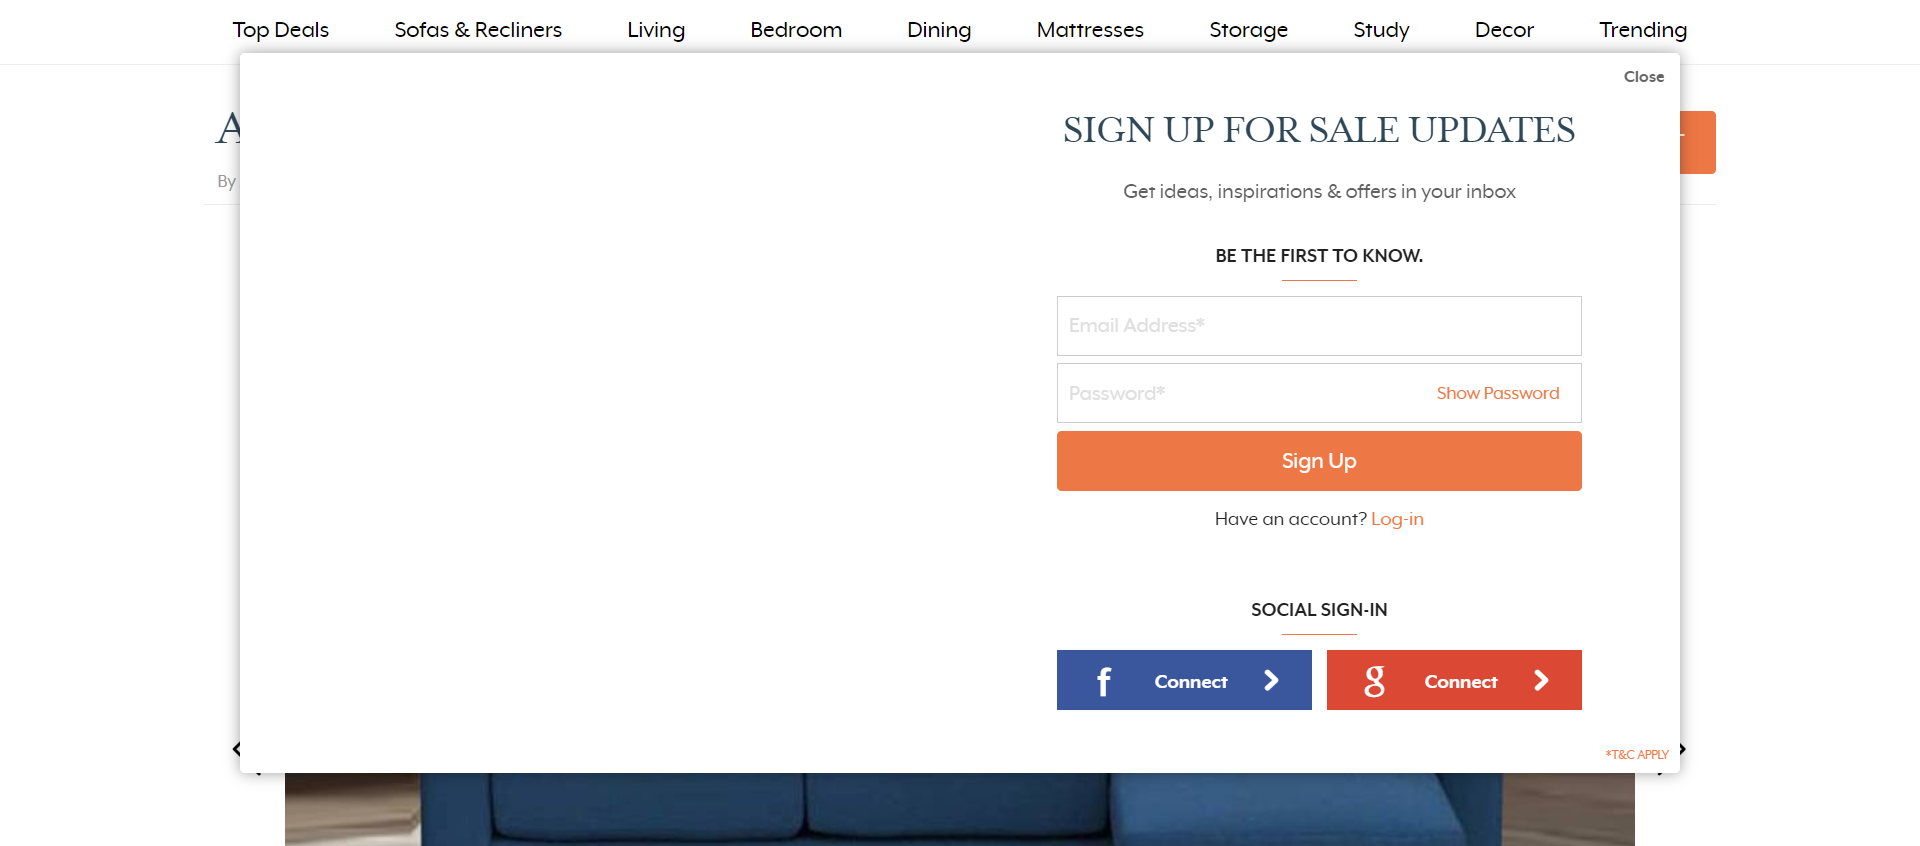 Top Deals Sofas & Recliners Living Bedroom Dining Mattresses Storage Study Decor Trending
Close
SIGN UP FOR SALE UPDATES
By
Get ideas, inspirations & offers in your inbox
BE THE FIRST TO KNOW.
Email Address*
Password* Show Password
Sign Up
Have an account? Log-in
SOCIAL SIGN-IN
f Connect g Connect
*T&C APPLY